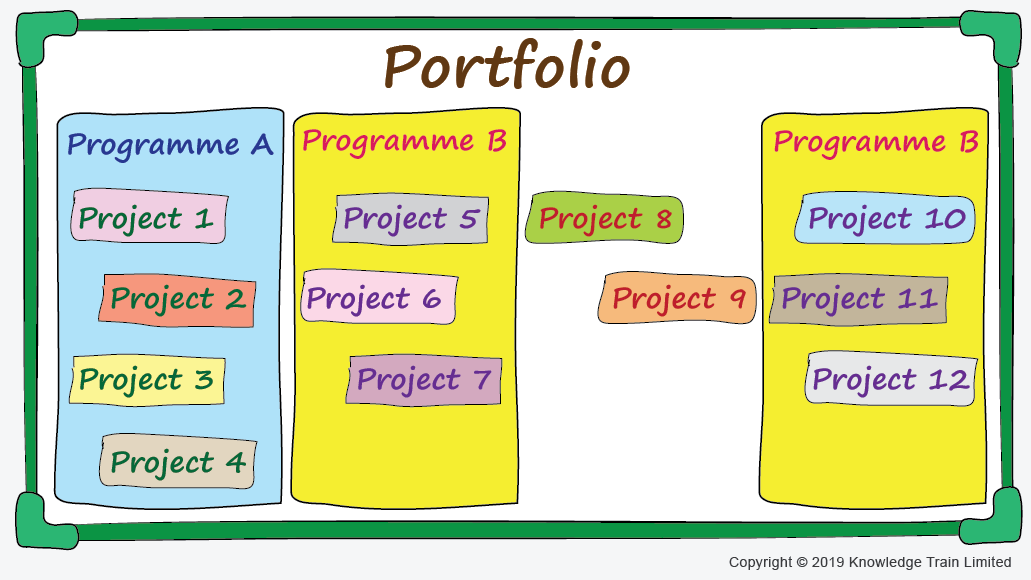 Portfolio
Programme A
Project 1
Project 2
Project 3
Project 4
Programme B
Project 5
Project 6
Project 7
Project 8
Project 9
Programme B
Project 10
Project 11
Project 12
Copyright © 2019 Knowledge Train Limited